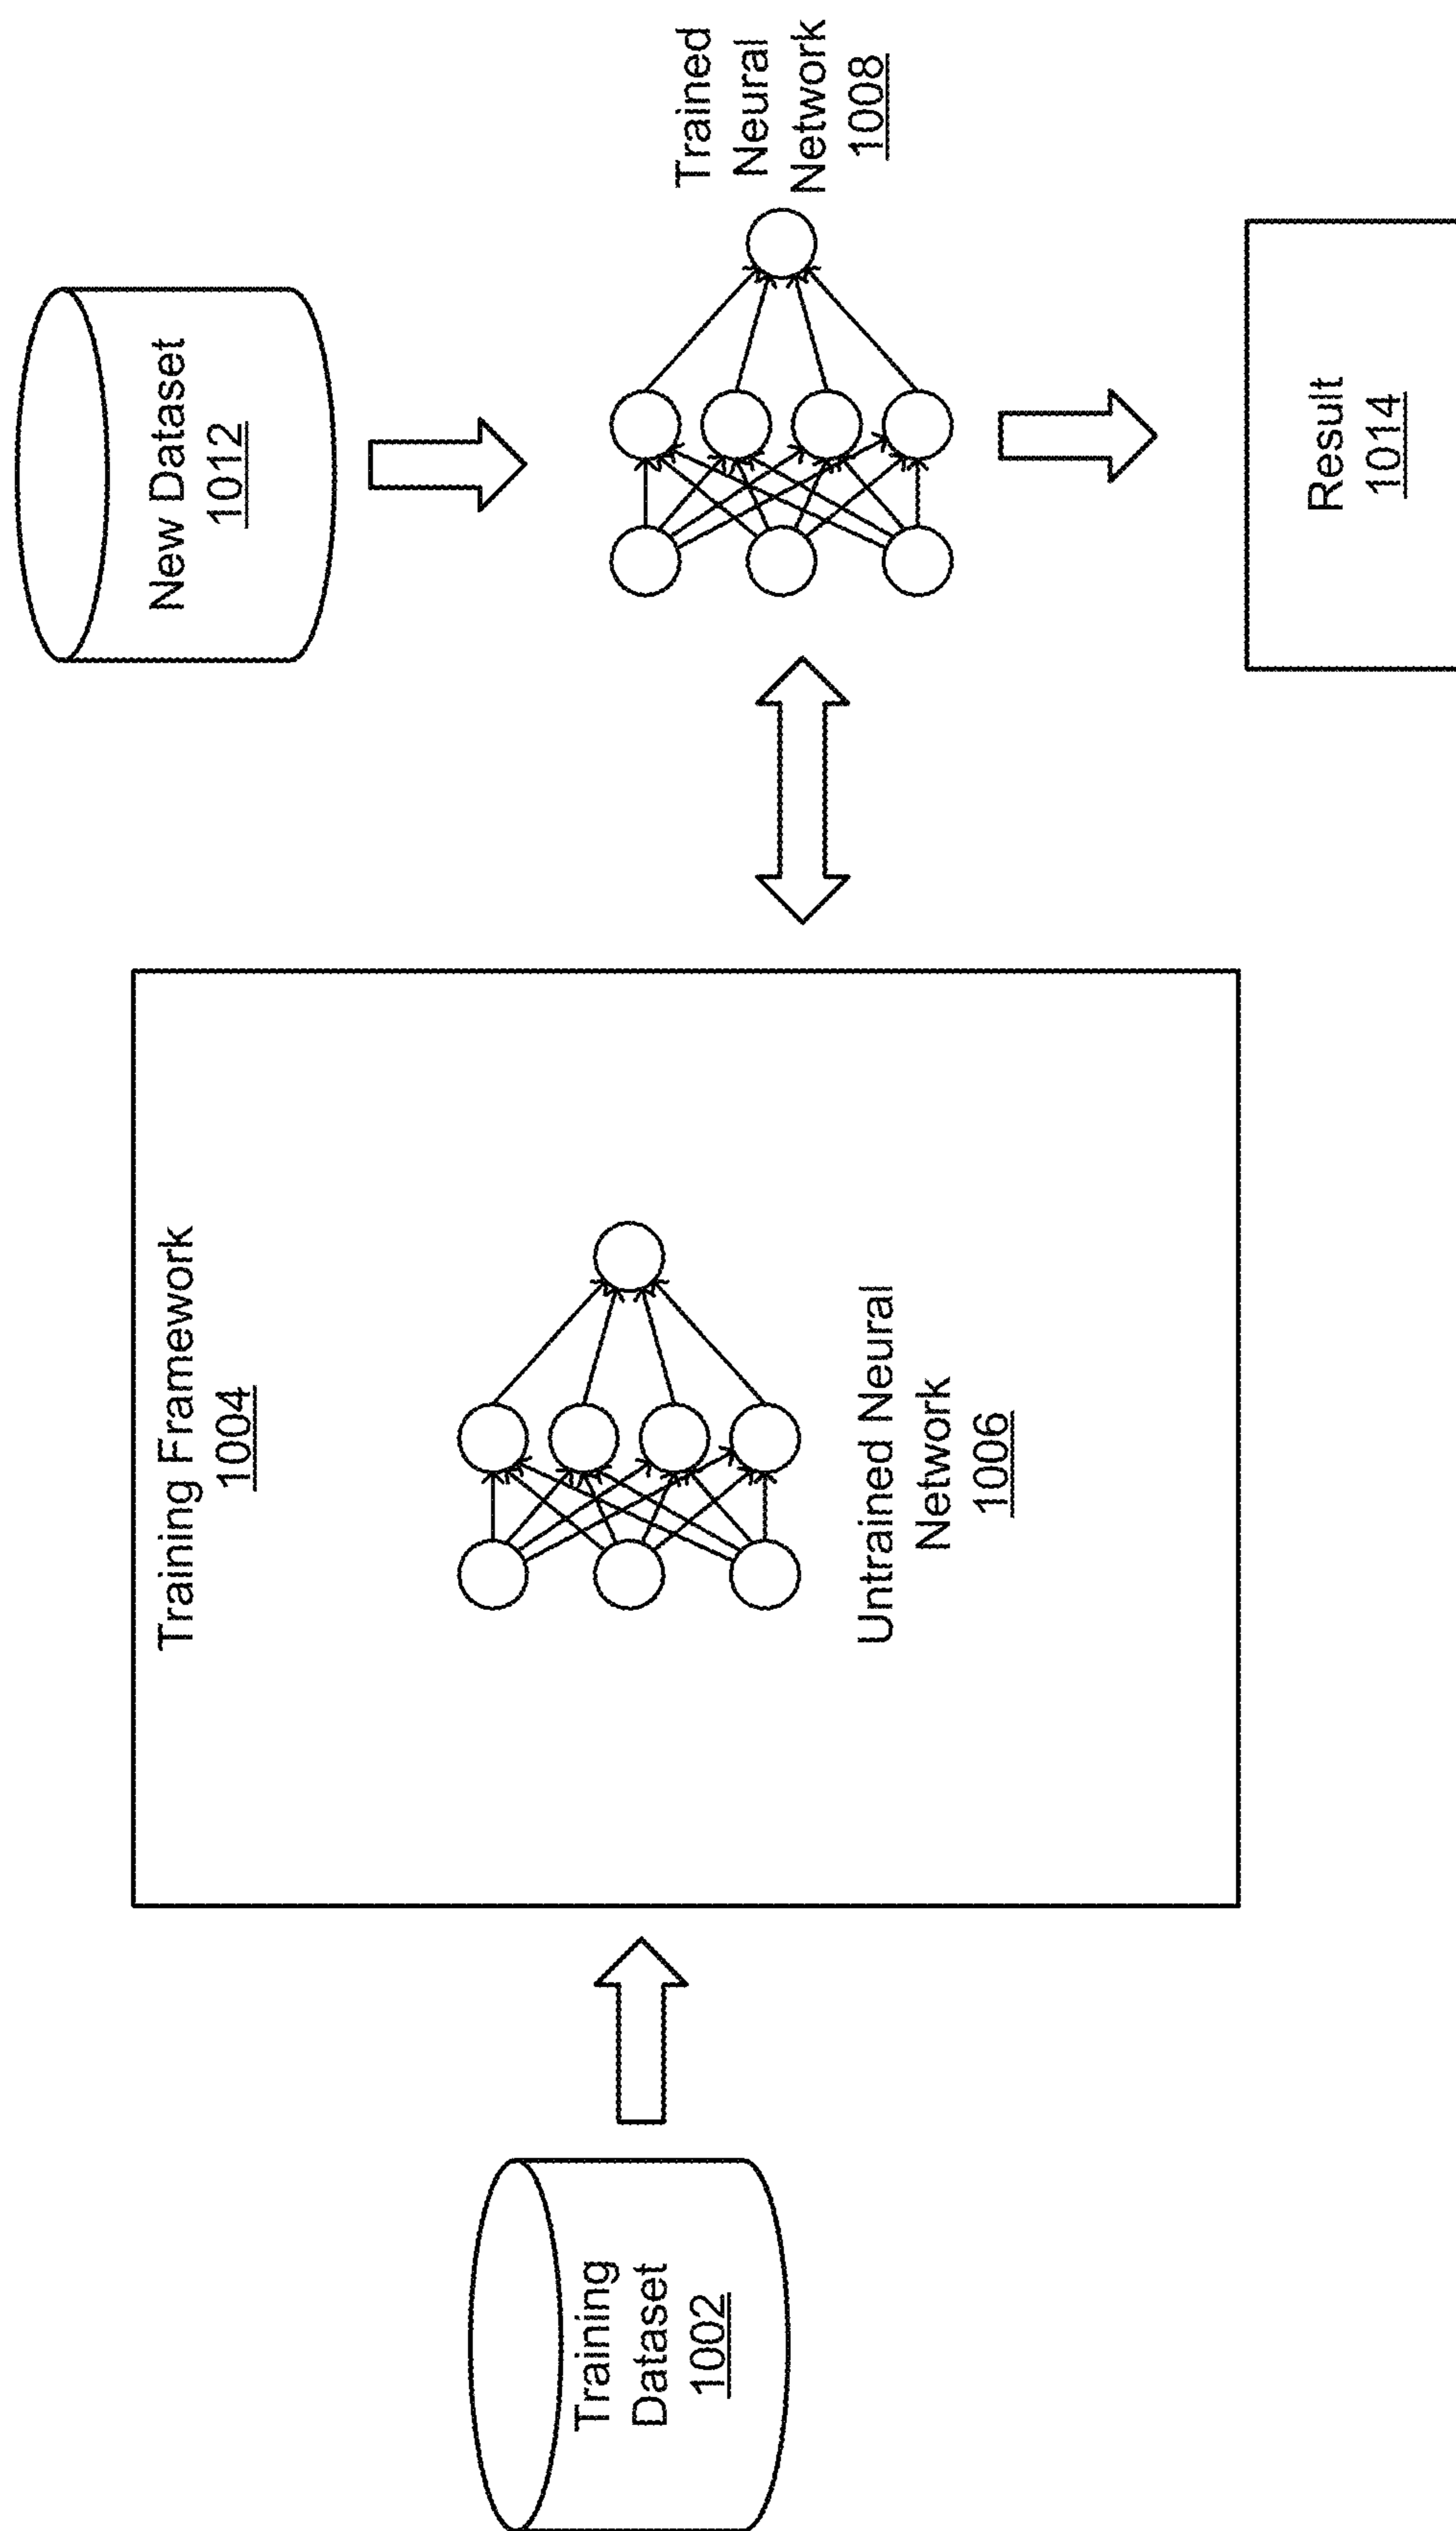 Training
Dataset
1002
Training Framework
1004
Untrained Neural
Network
1006
New Dataset
1012
Trained
Neural
Network
1008
Result
1014